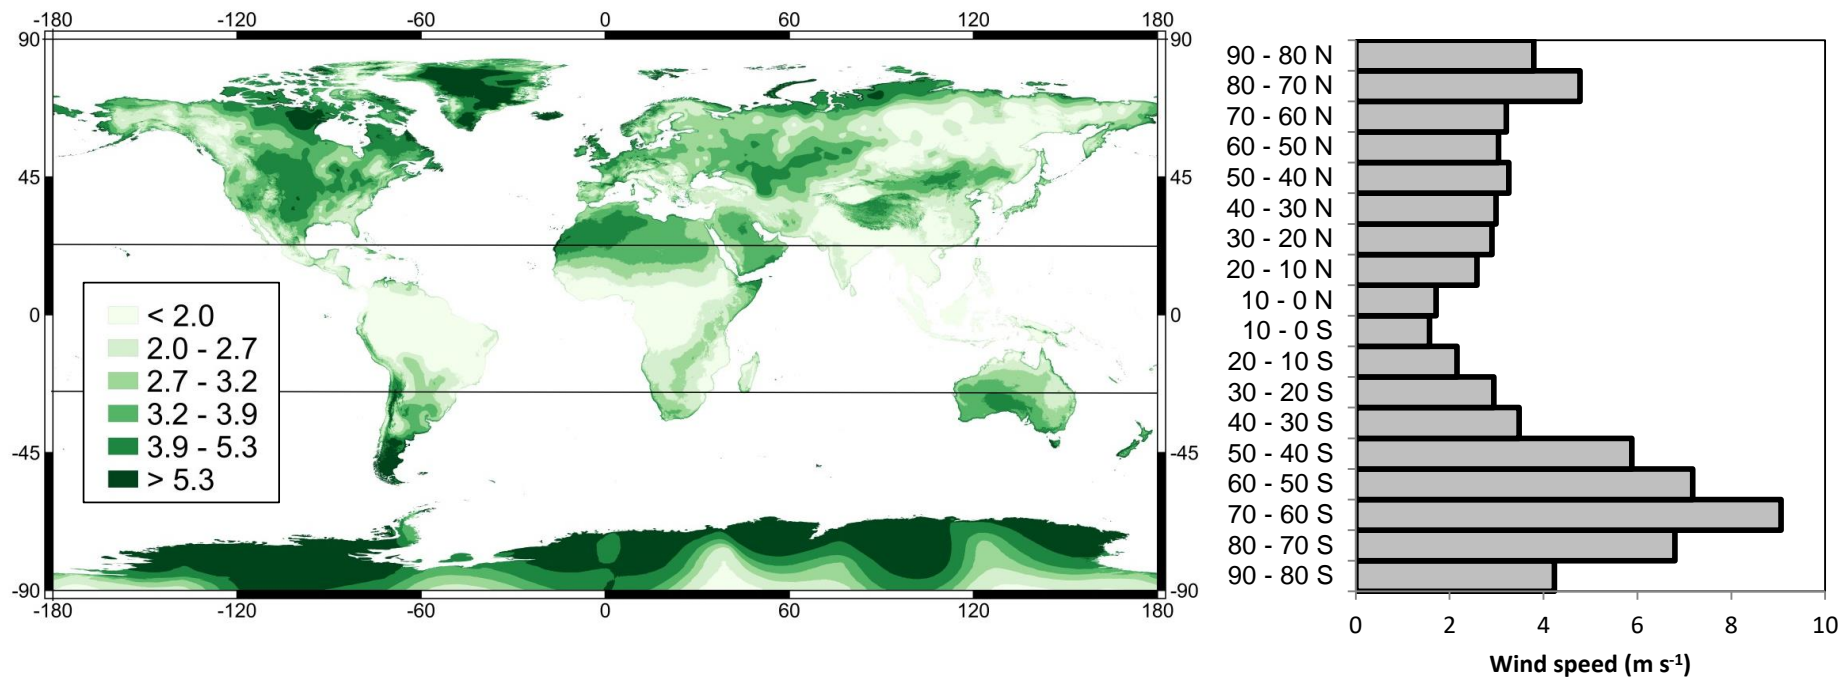 -180 -120 -60 0 60 120 180
90 90
45 45
0 0
-45 -45
-90 -90
-180 -120 -60 0 60 120 180
< 2.0
2.0 - 2.7
2.7 - 3.2
3.2 - 3.9
3.9 - 5.3
> 5.3
90 - 80 N
80 - 70 N
70 - 60 N
60 - 50 N
50 - 40 N
40 - 30 N
30 - 20 N
20 - 10 N
10 - 0 N
10 - 0 S
20 - 10 S
30 - 20 S
40 - 30 S
50 - 40 S
60 - 50 S
70 - 60 S
80 - 70 S
90 - 80 S
0 2 4 6 8 10
Wind speed (m s-1)